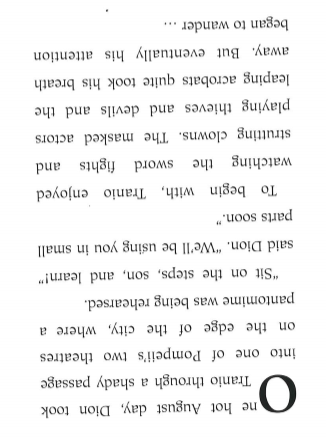 One hot August day, Dion took
Tranio through a shady passage
into one of Pompeii's two theatres
on the edge of the city, where a
pantomime was being rehearsed.
"Sit on the steps, son, and learn!"
said Dion. "We'll be using you in small
parts soon."
To begin with, Tranio enjoyed
watching the sword fights and
strutting clowns. The masked actors
playing thieves and devils and the
leaping acrobats quite took his breath
away. But eventually his attention
began to wander ...